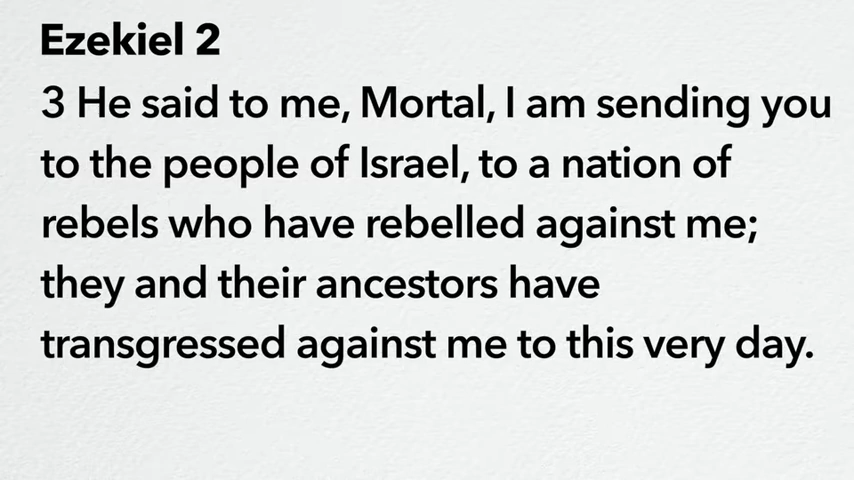 Ezekiel 2
3 He said to me, Mortal, I am sending you
to the people of Israel, to a nation of
rebels who have rebelled against me;
they and their ancestors have
transgressed against me to this very day.